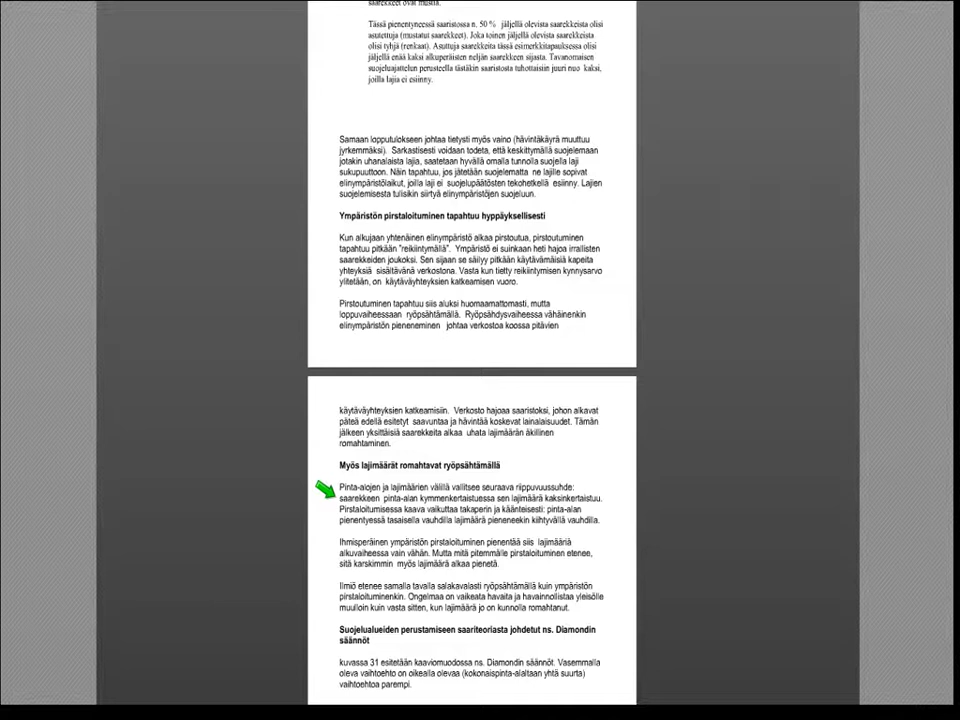 saarekkeet ovat mustia.
Tässä pienentyneessä saaristossa n. 50 % jäljellä olevista saarekkeista olisi
asutettuja (mustatut saarekkeet). Joka toinen jäljellä olevista saarekkeista
olisi tyhjä (renkaat). Asuttuja saarekkeita tässä esimerkkitapauksessa olisi
jäljellä enää kaksi alkuperäisten neljän saarekkeen sijasta. Tavanomaisen
suojeluajattelun perusteella tästäkin saaristosta tuhottaisiin juuri nuo kaksi,
joilla lajia ei esiinny.
Samaan lopputulokseen johtaa tietysti myös vaino (hävintäkäyrä muuttuu
jyrkemmäksi). Sarkastisesti voidaan todeta, että keskittymällä suojelemaan
jotakin uhanalaista lajia, saatetaan hyvällä omalla tunnolla suojella laji
sukupuuttoon. Näin tapahtuu, jos jätetään suojelematta ne lajille sopivat
elinympäristölaikut, joilla laji ei suojelupäätösten tekohetkellä esiinny. Lajien
suojelemisesta tulisikin siirtyä elinympäristöjen suojeluun.
Ympäristön pirstaloituminen tapahtuu hyppäyksellisesti
Kun alkujaan yhtenäinen elinympäristö alkaa pirstoutua, pirstoutuminen
tapahtuu pitkään "reikiintymällä". Ympäristö ei suinkaan heti hajoa irrallisten
saarekkeiden joukoksi. Sen sijaan se säilyy pitkään käytävämäisiä kapeita
yhteyksiä sisältävänä verkostona. Vasta kun tietty reikiintymisen kynnysarvo
ylitetään, on käytäväyhteyksien katkeamisen vuoro.
Pirstoutuminen tapahtuu siis aluksi huomaamattomasti, mutta
loppuvaiheessaan ryöpsähtämällä. Ryöpsähdysvaiheessa vähäinenkin
elinympäristön pieneneminen johtaa verkostoa koossa pitävien
käytäväyhteyksien katkeamisiin. Verkosto hajoaa saaristoksi, johon alkavat
päteä edellä esitetyt saavuntaa ja hävintää koskevat lainalaisuudet. Tämän
jälkeen yksittäisiä saarekkeita alkaa uhata lajimäärän äkillinen
romahtaminen.
Myös lajimäärät romahtavat ryöpsähtämällä
Pinta-alojen ja lajimäärien välillä vallitsee seuraava riippuvuussuhde:
saarekkeen pinta-alan kymmenkertaistuessa sen lajimäärä kaksinkertaistuu.
Pirstaloitumisessa kaava vaikuttaa takaperin ja käänteisesti: pinta-alan
pienentyessä tasaisella vauhdilla lajimäärä pieneneekin kiihtyvällä vauhdilla.
Ihmisperäinen ympäristön pirstaloituminen pienentää siis lajimääriä
alkuvaiheessa vain vähän. Mutta mitä pitemmälle pirstaloituminen etenee,
sitä karskimmin myös lajimäärä alkaa pienetä.
Ilmiö etenee samalla tavalla salakavalasti ryöpsähtämällä kuin ympäristön
pirstaloituminenkin. Ongelmaa on vaikeata havaita ja havainnollistaa yleisölle
muulloin kuin vasta sitten, kun lajimäärä jo on kunnolla romahtanut.
Suojelualueiden perustamiseen saariteoriasta johdetut ns. Diamondin
säännöt
kuvassa 31 esitetään kaaviomuodossa ns. Diamondin säännöt. Vasemmalla
oleva vaihtoehto on oikealla olevaa (kokonaispinta-alaltaan yhtä suurta)
vaihtoehtoa parempi.